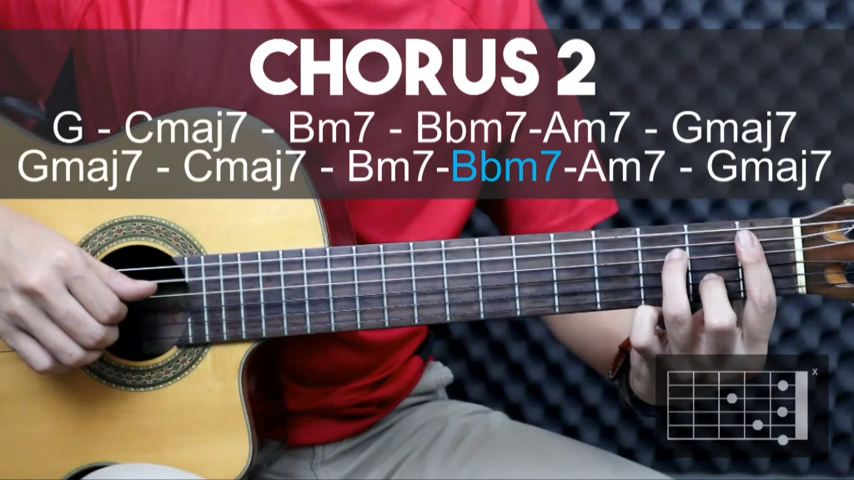 CHORUS 2
G - Cmaj7 - Bm7 - Bbm7-Am7 - Gmaj7
Gmaj7 - Cmaj7 - Bm7-Bbm7-Am7 - Gmaj7
x